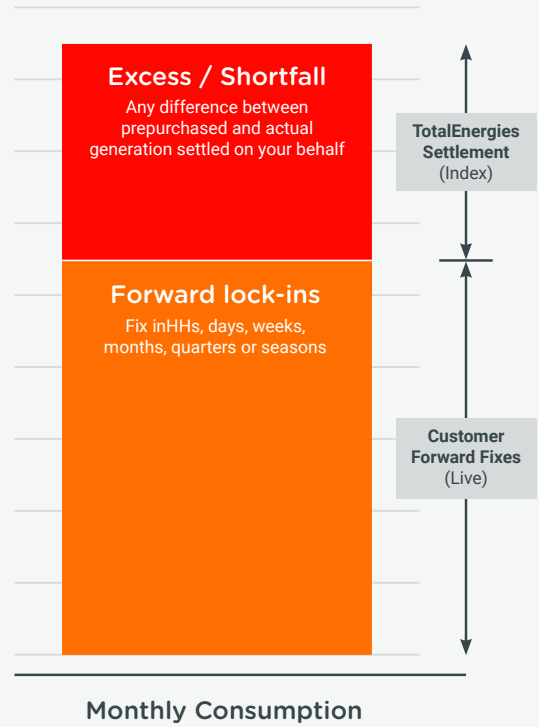 Excess / Shortfall
Any difference between
prepurchased and actual
generation settled on your behalf
TotalEnergies
Settlement
(Index)
Forward lock-ins
Fix inHHs, days, weeks,
months, quarters or seasons
Customer
Forward Fixes
(Live)
Monthly Consumption